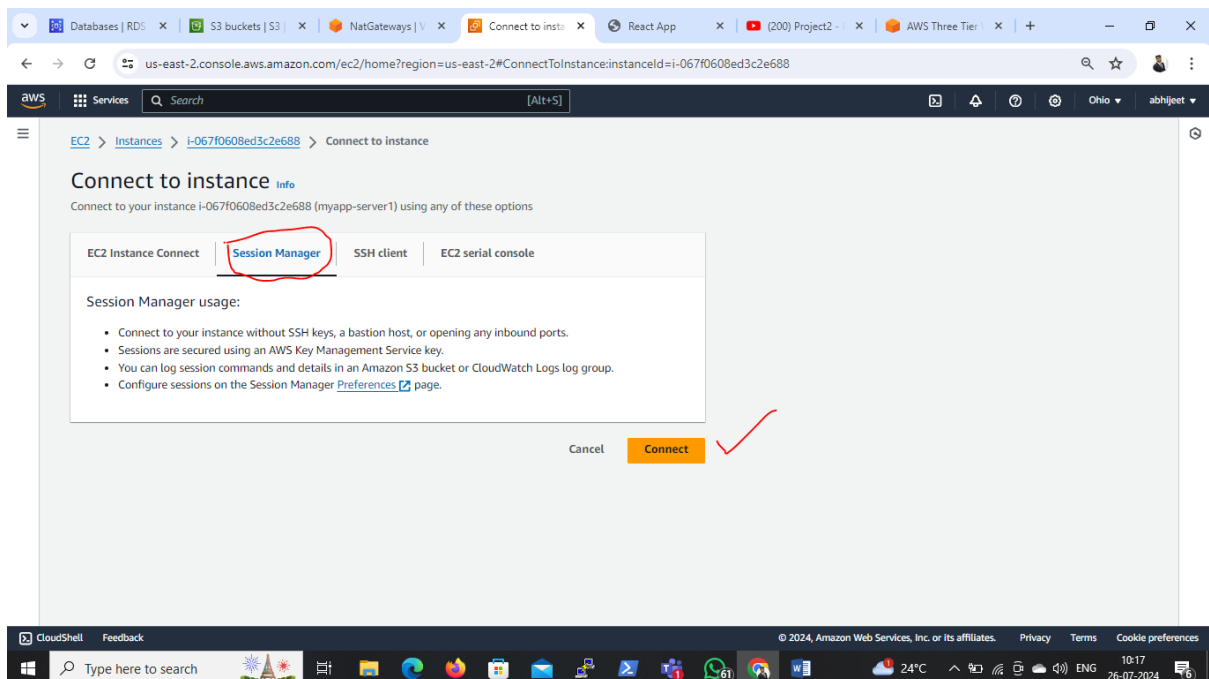 Databases | RDS
S3 buckets | S3 |
NatGateways | V
Connect to insta
React App
(200) Project2 -
AWS Three Tier
us-east-2.console.aws.amazon.com/ec2/home?region=us-east-2#ConnectToInstance:instanceId=i-067f0608ed3c2e688
aws Services Search [Alt+S] Ohio abhijeet
EC2 > Instances > i-067f0608ed3c2e688 > Connect to instance
Connect to instance Info
Connect to your instance i-067f0608ed3c2e688 (myapp-server1) using any of these options
EC2 Instance Connect Session Manager SSH client EC2 serial console
Session Manager usage:
• Connect to your instance without SSH keys, a bastion host, or opening any inbound ports.
• Sessions are secured using an AWS Key Management Service key.
• You can log session commands and details in an Amazon S3 bucket or CloudWatch Logs log group.
• Configure sessions on the Session Manager Preferences page.
Cancel Connect
CloudShell Feedback © 2024, Amazon Web Services, Inc. or its affiliates. Privacy Terms Cookie preferences
Type here to search 61 24°C ENG 10:17
26-07-2024